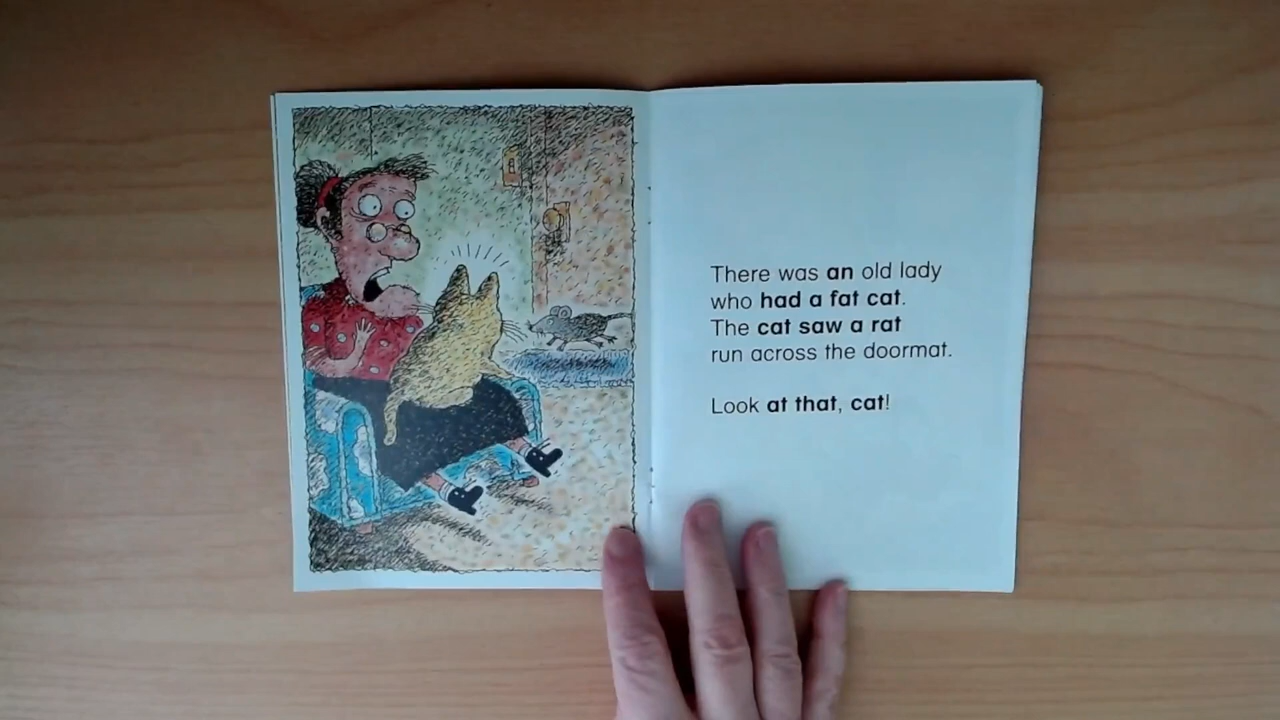 There was an old lady
who had a fat cat.
The cat saw a rat
run across the doormat.
Look at that, cat!